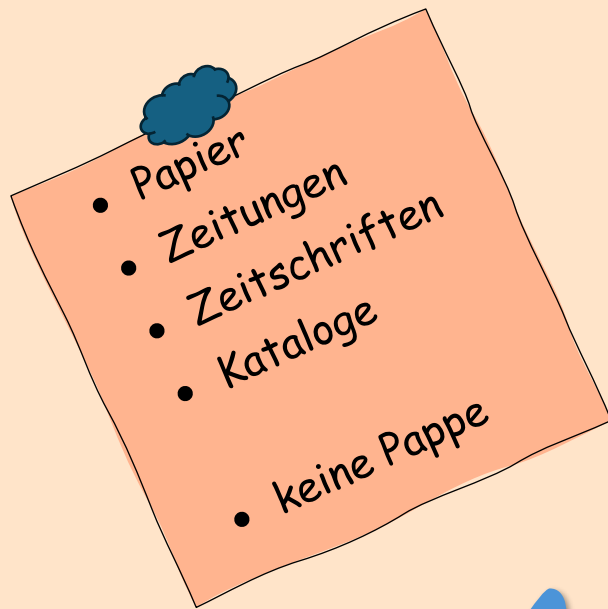 • Papier
• Zeitungen
• Zeitschriften
• Kataloge
• keine Pappe